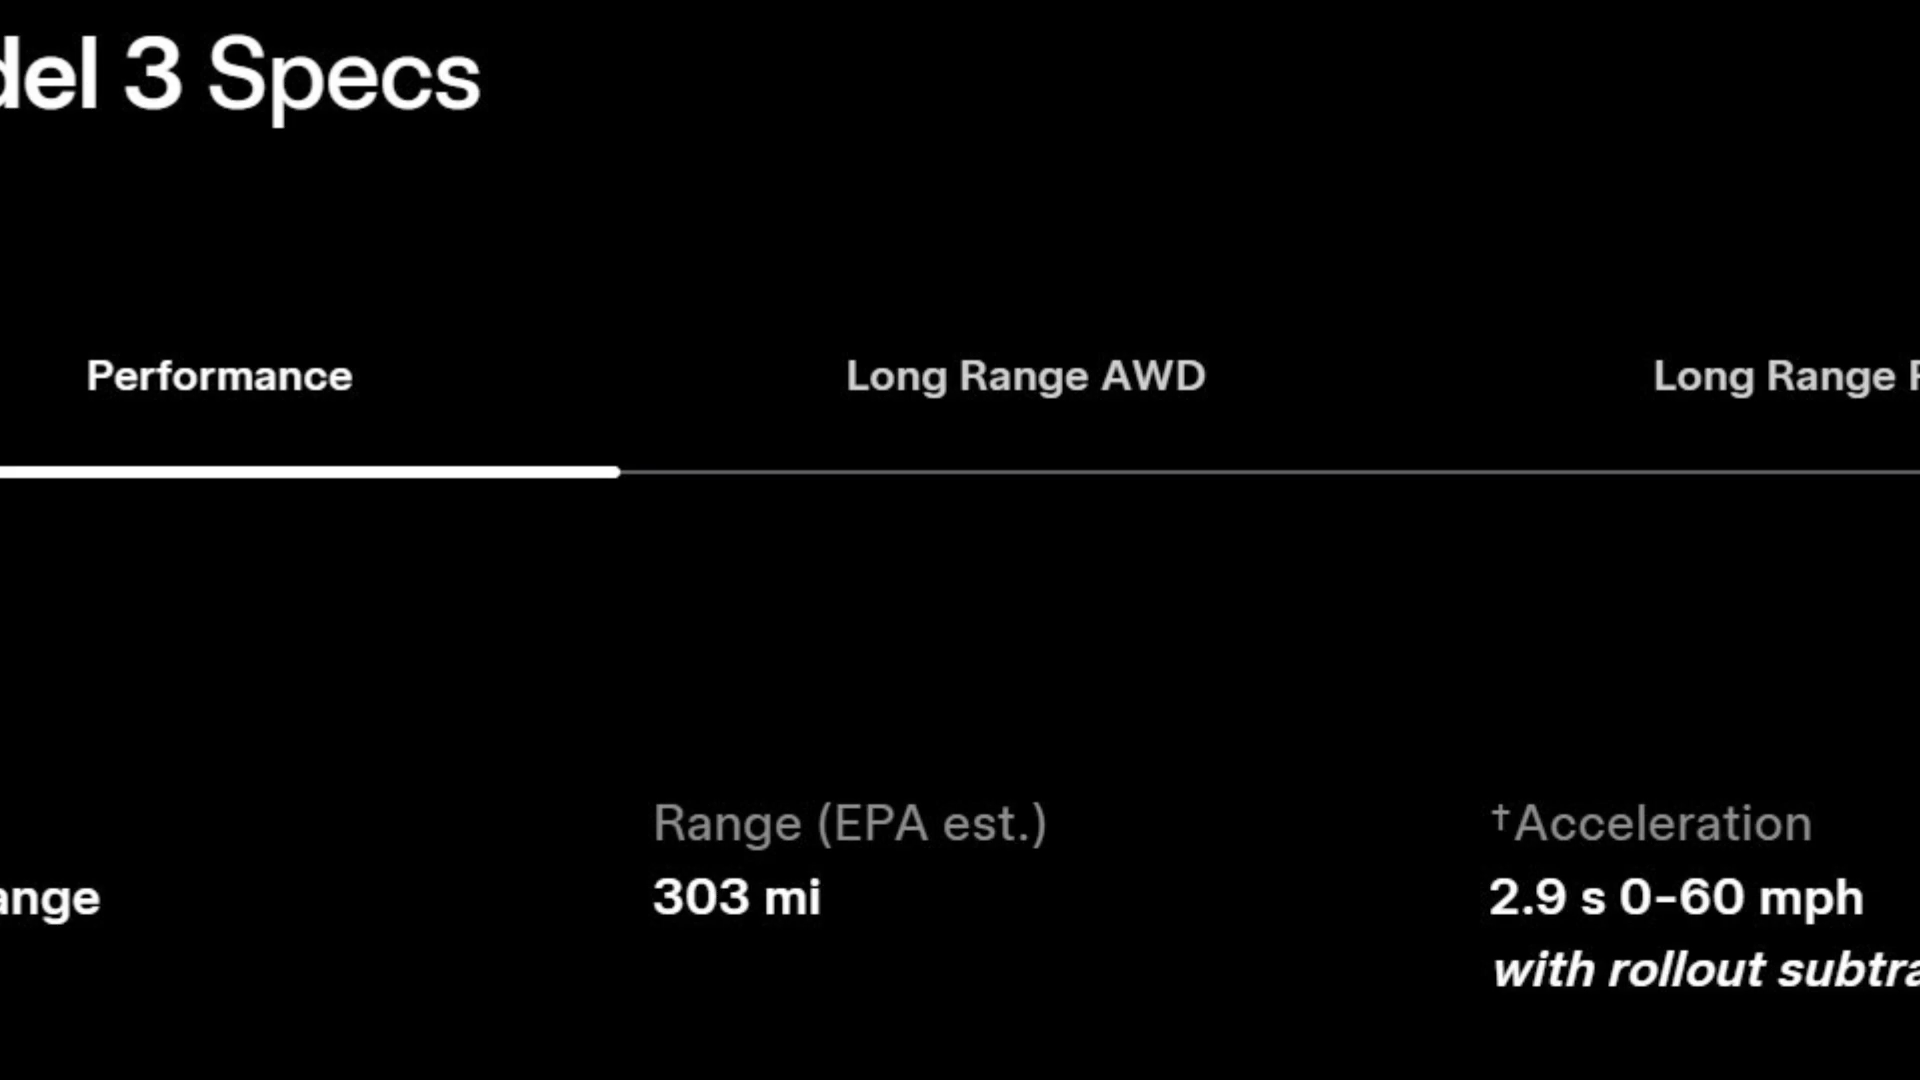 del 3 Specs
Performance Long Range AWD Long Range
Range (EPA est.) †Acceleration
ange 303 mi 2.9 s 0-60 mph
with rollout subtra